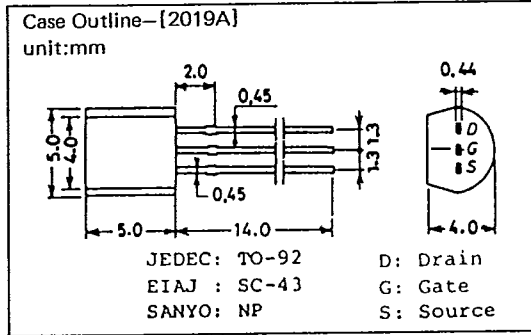 Case Outline—[2019A]
unit:mm
2.0
0,45
0,44
5.0
4.0
1.3
1.3
D
G
S
0,45
5.0
14.0
4.0
JEDEC: TO-92
D: Drain
EIAJ : SC-43
G: Gate
SANYO: NP
S: Source